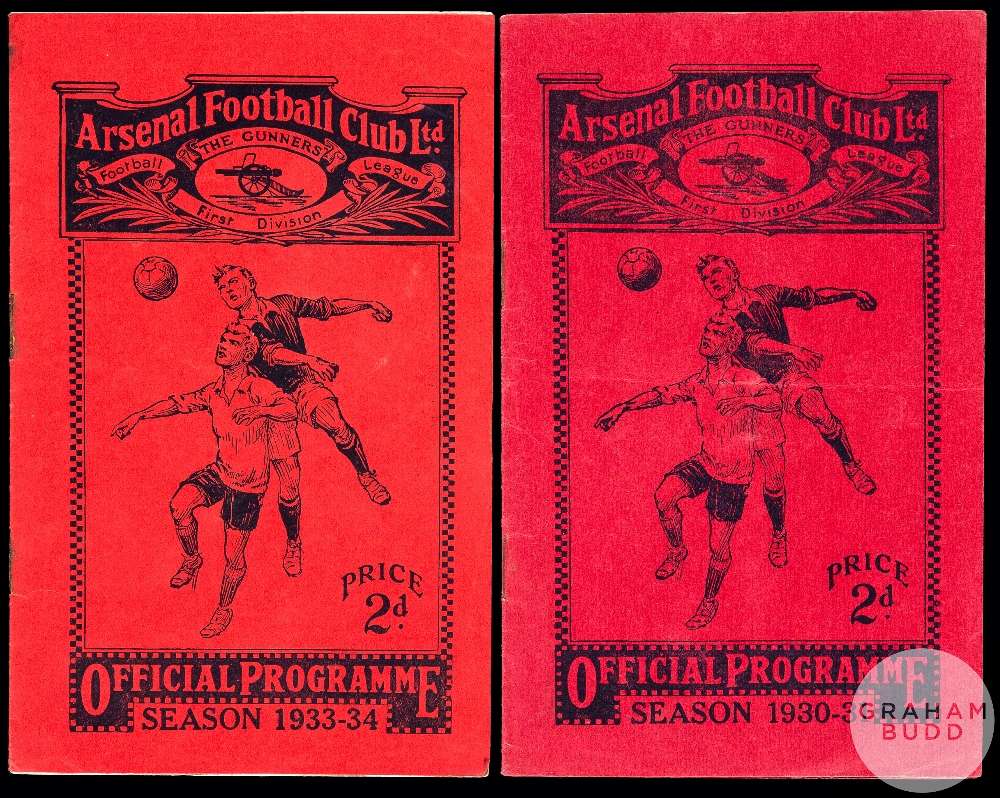 Arsenal Football Club Ltd.
"THE GUNNERS"
Football League
First Division
PRICE
2d.
OFFICIAL PROGRAMME
SEASON 1933-34
Arsenal Football Club Ltd.
"THE GUNNERS"
Football League
First Division
PRICE
2d.
OFFICIAL PROGRAMME
SEASON 1930-3
GRAHAM
BUDD